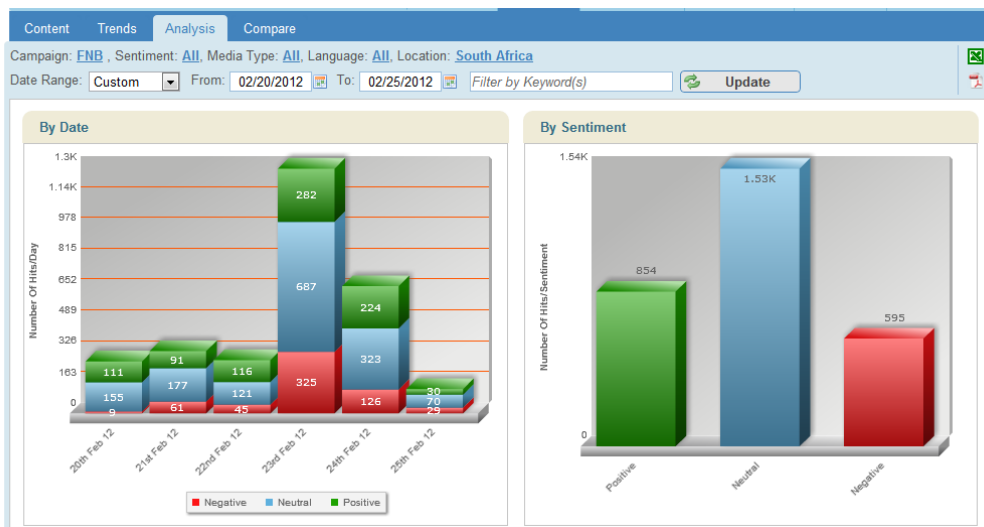 Content Trends Analysis Compare
Campaign: FNB , Sentiment: All, Media Type: All, Language: All, Location: South Africa
Date Range: Custom From: 02/20/2012 To: 02/25/2012 Filter by Keyword(s) Update
By Date
1.3K
1.14K
978
815
652
489
326
163
0
Number Of Hits/Day
111
155
9
91
177
61
116
121
45
282
687
325
224
323
126
30
70
29
20th Feb 12
21st Feb 12
22nd Feb 12
23rd Feb 12
24th Feb 12
25th Feb 12
Negative Neutral Positive
By Sentiment
1.54K
0
Number Of Hits/Sentiment
854
1.53K
595
Positive
Neutral
Negative